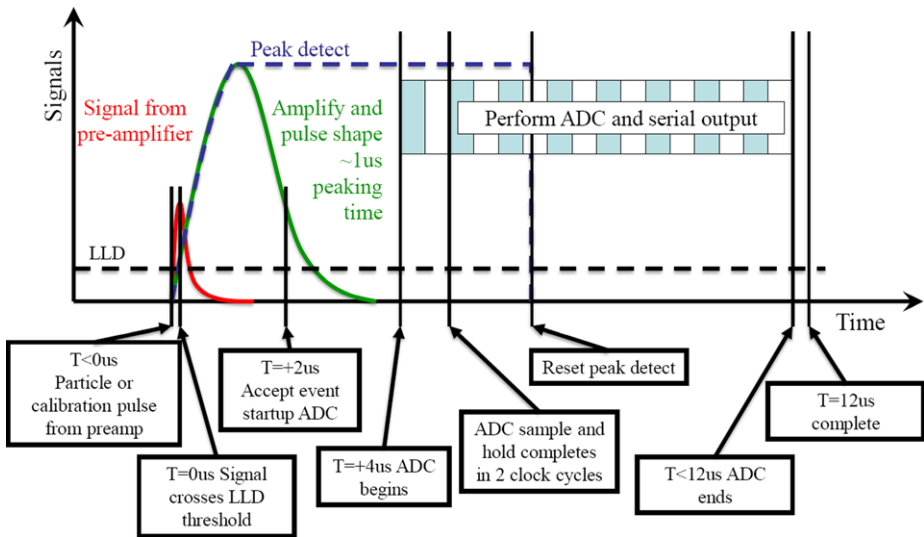 Signals
Peak detect
Signal from
pre-amplifier
Amplify and
pulse shape
~1us
peaking
time
Perform ADC and serial output
LLD
Time
T<0us
Particle or
calibration pulse
from preamp
T=0us Signal
crosses LLD
threshold
T=+2us
Accept event
startup ADC
T=+4us ADC
begins
ADC sample and
hold completes
in 2 clock cycles
Reset peak detect
T<12us ADC
ends
T=12us
complete